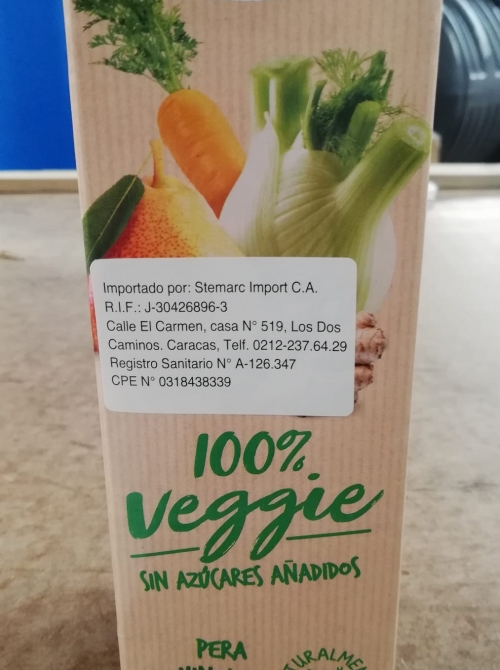 Importado por: Stemarc Import C.A.
R.I.F.: J-30426896-3
Calle El Carmen, casa N° 519, Los Dos
Caminos. Caracas, Telf. 0212-237.64.29
Registro Sanitario N° A-126.347
CPE N° 0318438339
100%
Veggie
SIN AZÚCARES AÑADIDOS
PERA